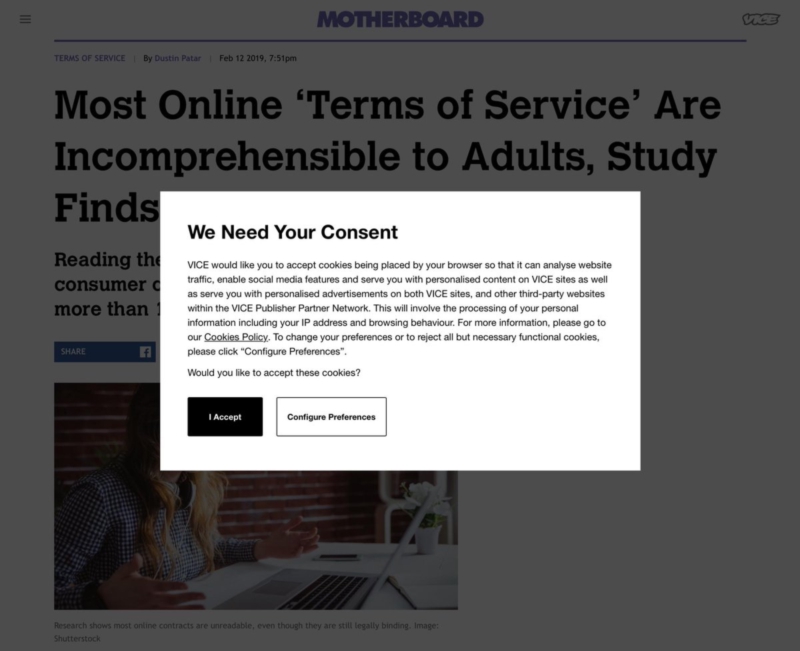 MOTHERBOARD
VICE
TERMS OF SERVICE | By Dustin Patar | Feb 12 2019, 7:51pm
Most Online ‘Terms of Service’ Are
Incomprehensible to Adults, Study
Finds
Reading the
consumer
more than
SHARE
We Need Your Consent
VICE would like you to accept cookies being placed by your browser so that it can analyse website
traffic, enable social media features and serve you with personalised content on VICE sites as well
as serve you with personalised advertisements on both VICE sites, and other third-party websites
within the VICE Publisher Partner Network. This will involve the processing of your personal
information including your IP address and browsing behaviour. For more information, please go to
our Cookies Policy. To change your preferences or to reject all but necessary functional cookies,
please click “Configure Preferences”.
Would you like to accept these cookies?
I Accept
Configure Preferences
Research shows most online contracts are unreadable, even though they are still legally binding. Image:
Shutterstock